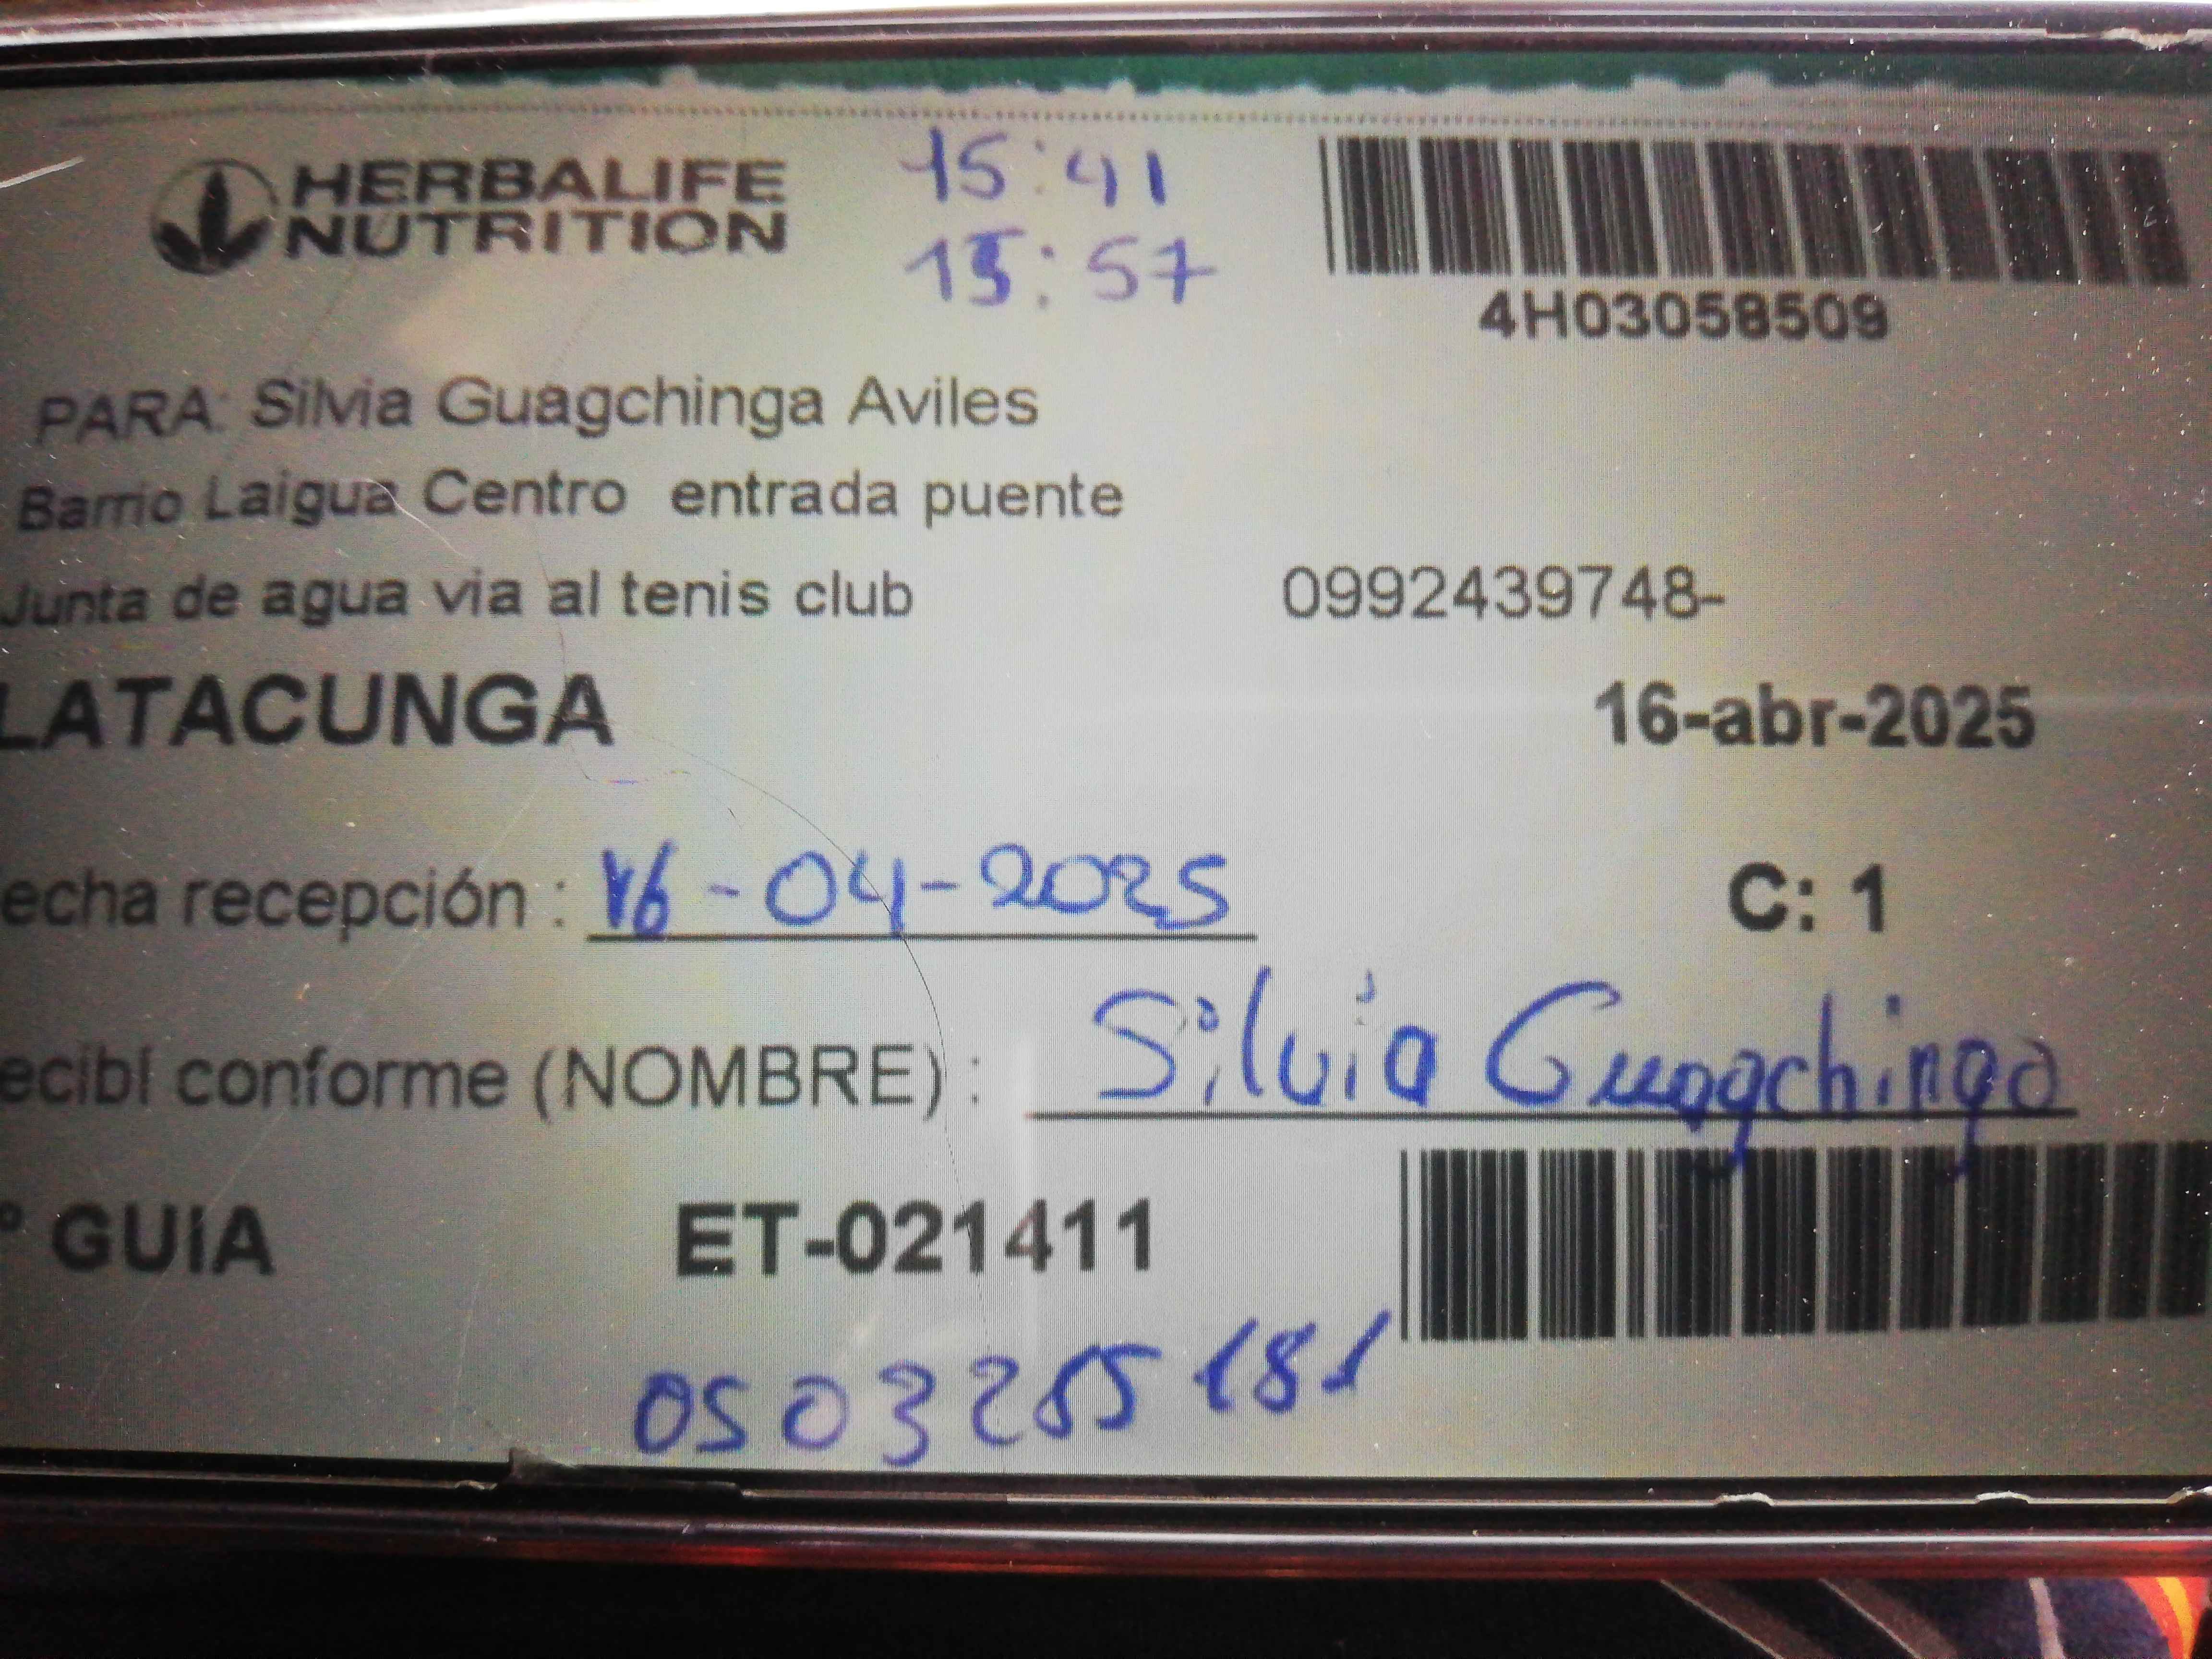 HERBALIFE
NUTRITION
15:41
15:57
4H03058509
PARA: Silvia Guagchinga Aviles
Barrio Laigua Centro entrada puente
Junta de agua via al tenis club
0992439748-
LATACUNGA
16-abr-2025
echa recepción : 16-04-2025
C: 1
ecibí conforme (NOMBRE) : Silvia Guagchinga
° GUIA ET-021411
0503255181